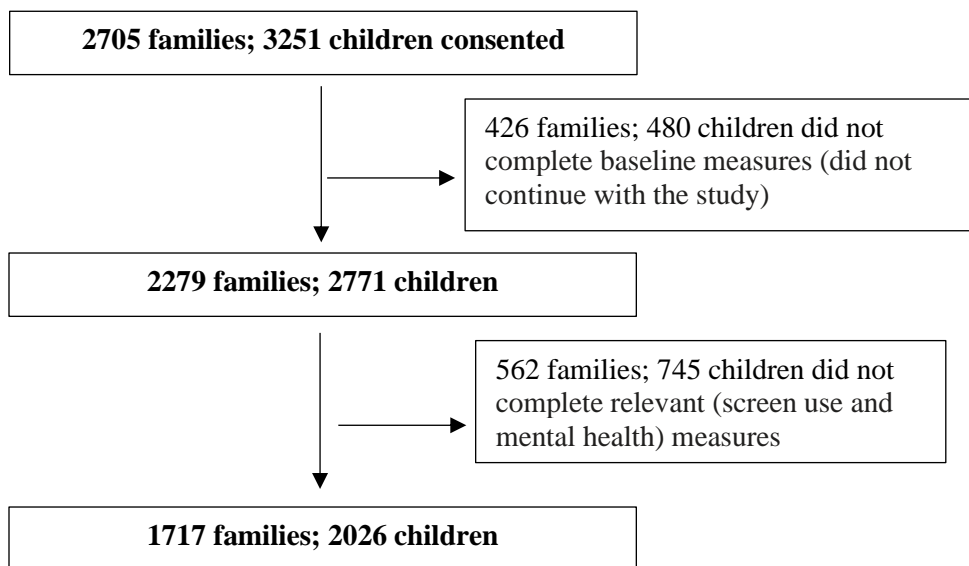 2705 families; 3251 children consented
426 families; 480 children did not
complete baseline measures (did not
continue with the study)
2279 families; 2771 children
562 families; 745 children did not
complete relevant (screen use and
mental health) measures
1717 families; 2026 children